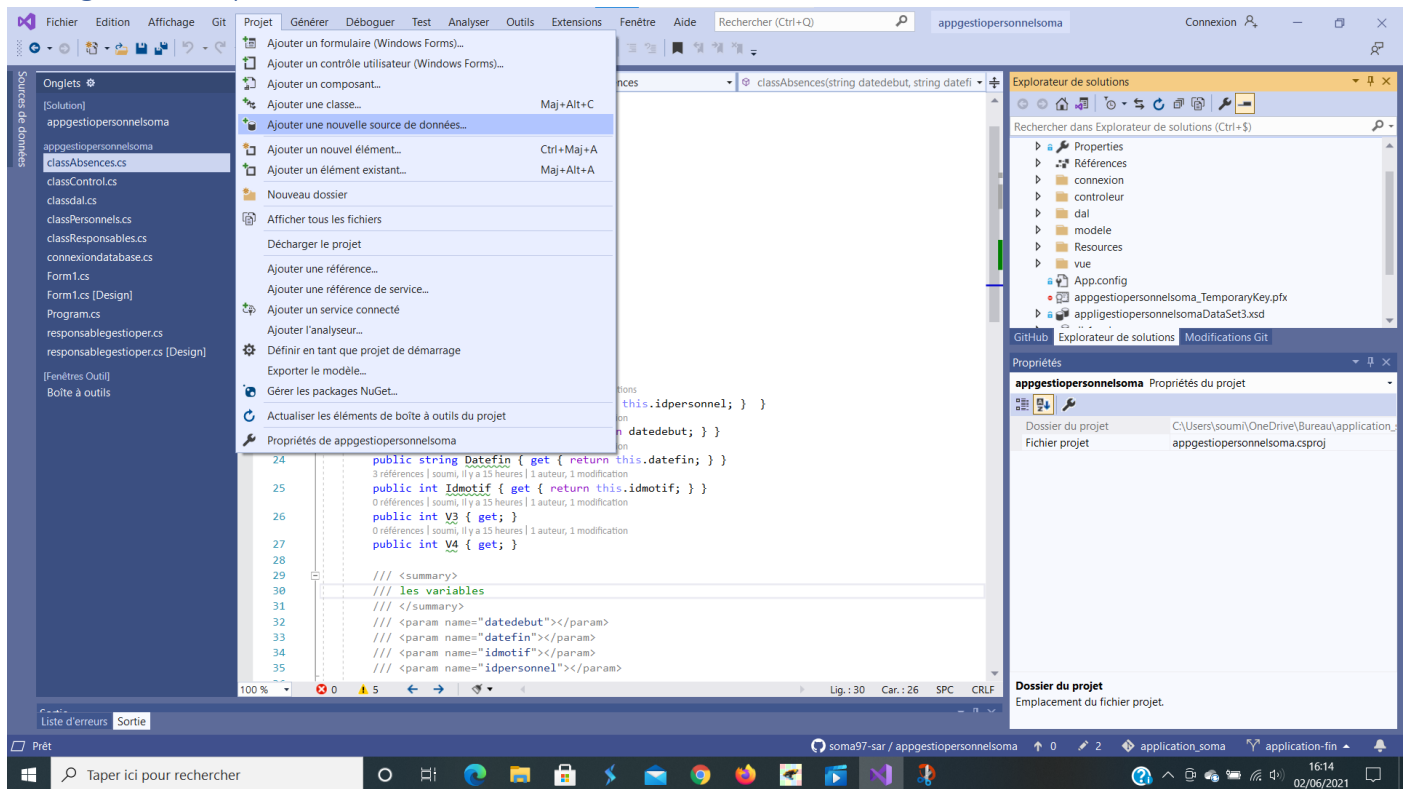 Fichier Edition Affichage Git Projet Générer Déboguer Test Analyser Outils Extensions Fenêtre Aide Rechercher (Ctrl+Q) appgestiopersonnelsoma Connexion
Sources de données
Onglets
[Solution]
appgestiopersonnelsoma
appgestiopersonnelsoma
classAbsences.cs
classControl.cs
classdal.cs
classPersonnels.cs
classResponsables.cs
connexiondatabase.cs
Form1.cs
Form1.cs [Design]
Program.cs
responsablegestioper.cs
responsablegestioper.cs [Design]
[Fenêtres Outil]
Boîte à outils
Ajouter un formulaire (Windows Forms)...
Ajouter un contrôle utilisateur (Windows Forms)...
Ajouter un composant...
Ajouter une classe... Maj+Alt+C
Ajouter une nouvelle source de données...
Ajouter un nouvel élément... Ctrl+Maj+A
Ajouter un élément existant... Maj+Alt+A
Nouveau dossier
Afficher tous les fichiers
Décharger le projet
Ajouter une référence...
Ajouter une référence de service...
Ajouter un service connecté
Ajouter l'analyseur...
Définir en tant que projet de démarrage
Exporter le modèle...
Gérer les packages NuGet...
Actualiser les éléments de boîte à outils du projet
Propriétés de appgestiopersonnelsoma
nces classAbsences(string datedebut, string datefi
tions
this.idpersonnel; } }
on
n datedebut; } }
on
24 public string Datefin { get { return this.datefin; } }
3 références | soumi, Il y a 15 heures | 1 auteur, 1 modification
25 public int Idmotif { get { return this.idmotif; } }
0 références | soumi, Il y a 15 heures | 1 auteur, 1 modification
26 public int V3 { get; }
0 références | soumi, Il y a 15 heures | 1 auteur, 1 modification
27 public int V4 { get; }
28
29 /// <summary>
30 /// les variables
31 /// </summary>
32 /// <param name="datedebut"></param>
33 /// <param name="datefin"></param>
34 /// <param name="idmotif"></param>
35 /// <param name="idpersonnel"></param>
100 % 0 5 Lig. : 30 Car. : 26 SPC CRLF
Liste d'erreurs Sortie
Explorateur de solutions
Rechercher dans Explorateur de solutions (Ctrl+$)
Properties
Références
connexion
controleur
dal
modele
Resources
vue
App.config
appgestiopersonnelsoma_TemporaryKey.pfx
appligestiopersonnelsomaDataSet3.xsd
GitHub Explorateur de solutions Modifications Git
Propriétés
appgestiopersonnelsoma Propriétés du projet
Dossier du projet C:\Users\soumi\OneDrive\Bureau\application_
Fichier projet appgestiopersonnelsoma.csproj
Dossier du projet
Emplacement du fichier projet.
Prêt soma97-sar / appgestiopersonnelsoma 0 2 application_soma application-fin
Taper ici pour rechercher
16:14
02/06/2021